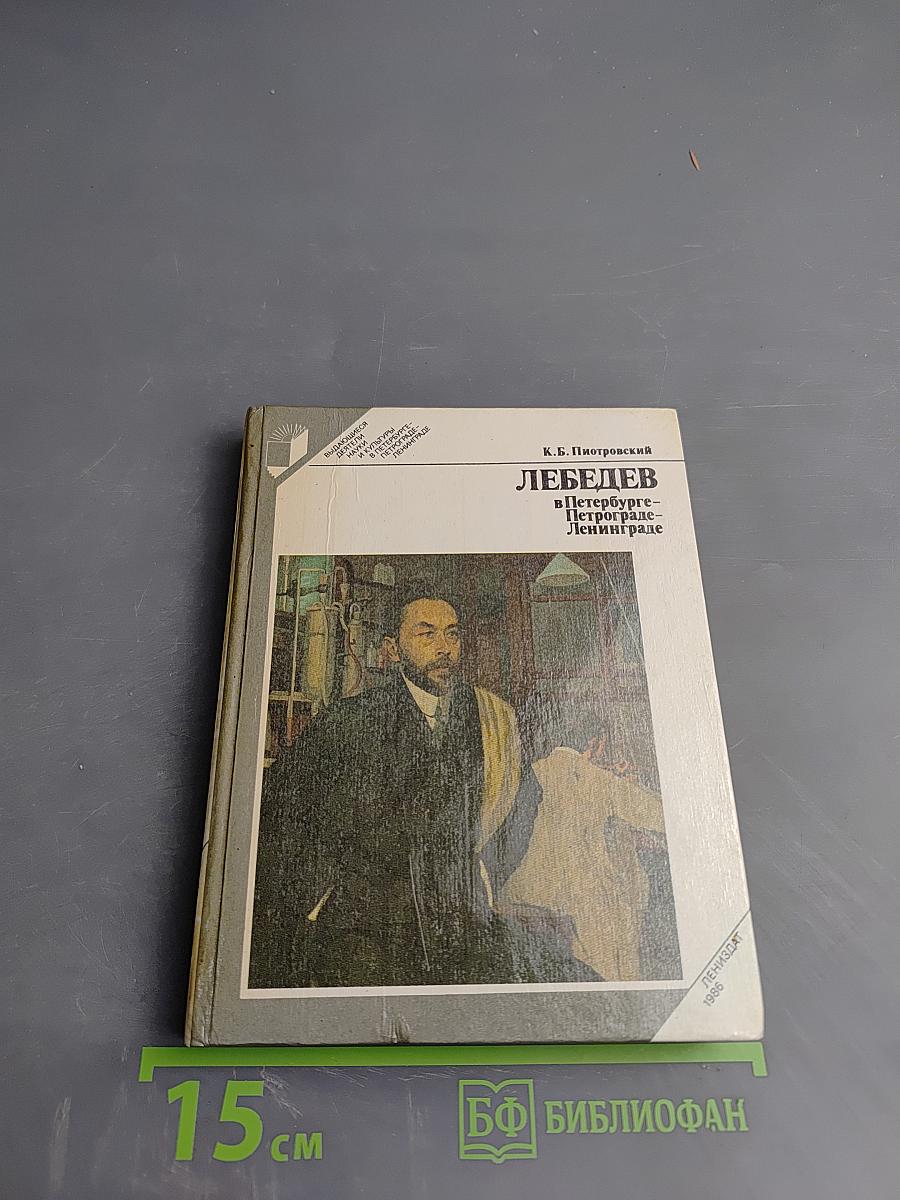 ВЫДАЮЩИЕСЯ
ДЕЯТЕЛИ
НАУКИ
И КУЛЬТУРЫ
В ПЕТЕРБУРГЕ-
ПЕТРОГРАДЕ-
ЛЕНИНГРАДЕ
К. Б. Пиотровский
ЛЕБЕДЕВ
в Петербурге-
Петрограде-
Ленинграде
ЛЕНИЗДАТ
1986
15 см
БФ БИБЛИОФАН